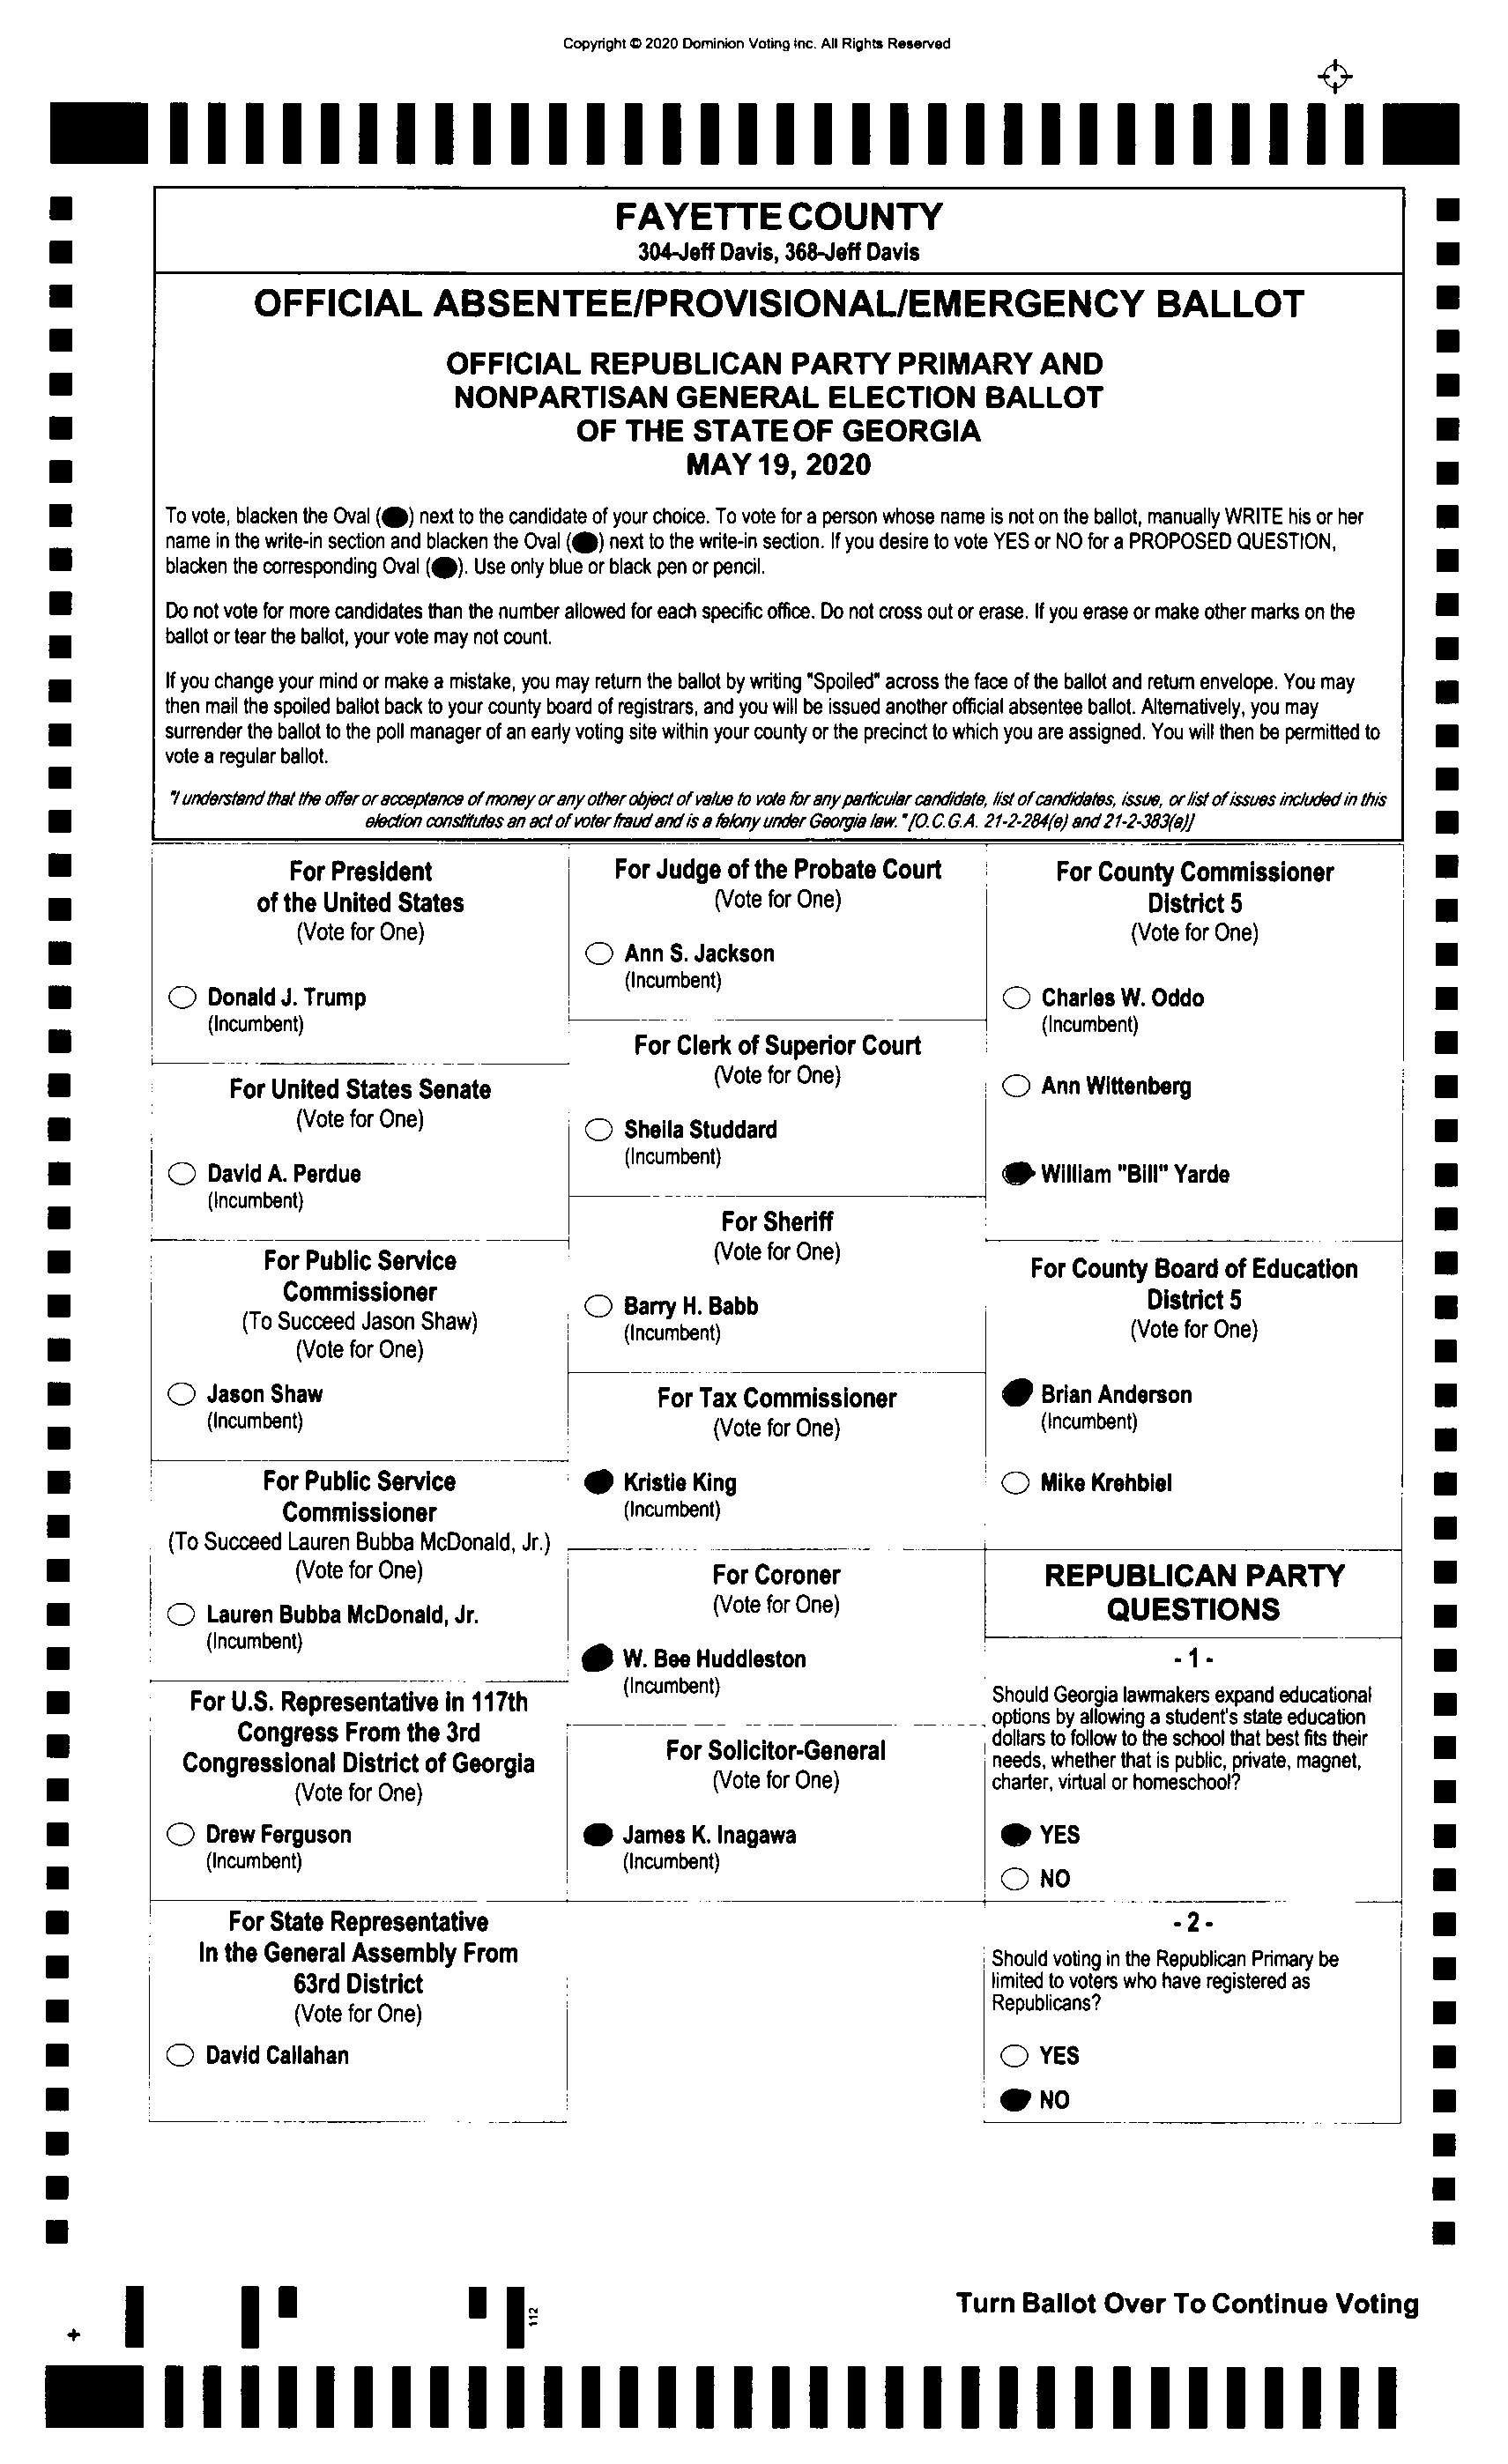 Copyright © 2020 Dominion Voting Inc. All Rights Reserved
FAYETTE COUNTY
304-Jeff Davis, 368-Jeff Davis
OFFICIAL ABSENTEE/PROVISIONAL/EMERGENCY BALLOT
OFFICIAL REPUBLICAN PARTY PRIMARY AND
NONPARTISAN GENERAL ELECTION BALLOT
OF THE STATE OF GEORGIA
MAY 19, 2020
To vote, blacken the Oval ( ) next to the candidate of your choice. To vote for a person whose name is not on the ballot, manually WRITE his or her
name in the write-in section and blacken the Oval ( ) next to the write-in section. If you desire to vote YES or NO for a PROPOSED QUESTION,
blacken the corresponding Oval ( ). Use only blue or black pen or pencil.
Do not vote for more candidates than the number allowed for each specific office. Do not cross out or erase. If you erase or make other marks on the
ballot or tear the ballot, your vote may not count.
If you change your mind or make a mistake, you may return the ballot by writing "Spoiled" across the face of the ballot and return envelope. You may
then mail the spoiled ballot back to your county board of registrars, and you will be issued another official absentee ballot. Alternatively, you may
surrender the ballot to the poll manager of an early voting site within your county or the precinct to which you are assigned. You will then be permitted to
vote a regular ballot.
"I understand that the offer or acceptance of money or any other object of value to vote for any particular candidate, list of candidates, issue, or list of issues included in this
election constitutes an act of voter fraud and is a felony under Georgia law." [O.C.G.A. 21-2-284(e) and 21-2-383(a)]
For President
of the United States
(Vote for One)
Donald J. Trump
(Incumbent)
For United States Senate
(Vote for One)
David A. Perdue
(Incumbent)
For Public Service
Commissioner
(To Succeed Jason Shaw)
(Vote for One)
Jason Shaw
(Incumbent)
For Public Service
Commissioner
(To Succeed Lauren Bubba McDonald, Jr.)
(Vote for One)
Lauren Bubba McDonald, Jr.
(Incumbent)
For U.S. Representative in 117th
Congress From the 3rd
Congressional District of Georgia
(Vote for One)
Drew Ferguson
(Incumbent)
For State Representative
In the General Assembly From
63rd District
(Vote for One)
David Callahan
For Judge of the Probate Court
(Vote for One)
Ann S. Jackson
(Incumbent)
For Clerk of Superior Court
(Vote for One)
Sheila Studdard
(Incumbent)
For Sheriff
(Vote for One)
Barry H. Babb
(Incumbent)
For Tax Commissioner
(Vote for One)
Kristie King
(Incumbent)
For Coroner
(Vote for One)
W. Bee Huddleston
(Incumbent)
For Solicitor-General
(Vote for One)
James K. Inagawa
(Incumbent)
For County Commissioner
District 5
(Vote for One)
Charles W. Oddo
(Incumbent)
Ann Wittenberg
William "Bill" Yarde
For County Board of Education
District 5
(Vote for One)
Brian Anderson
(Incumbent)
Mike Krehbiel
REPUBLICAN PARTY
QUESTIONS
- 1 -
Should Georgia lawmakers expand educational
options by allowing a student's state education
dollars to follow to the school that best fits their
needs, whether that is public, private, magnet,
charter, virtual or homeschool?
YES
NO
- 2 -
Should voting in the Republican Primary be
limited to voters who have registered as
Republicans?
YES
NO
Turn Ballot Over To Continue Voting
112